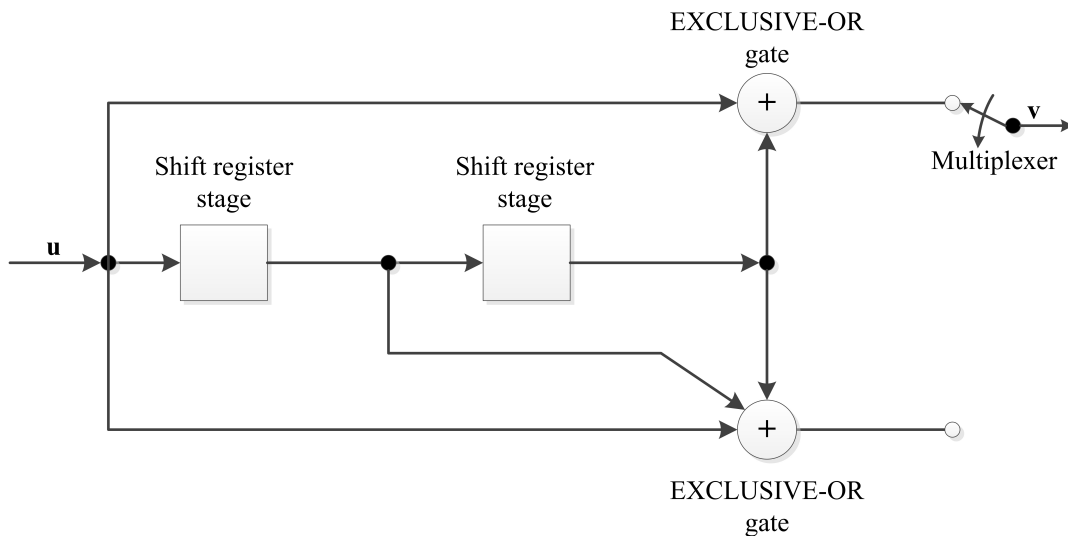 EXCLUSIVE-OR
gate
+
v
Multiplexer
Shift register
stage
Shift register
stage
u
+
EXCLUSIVE-OR
gate